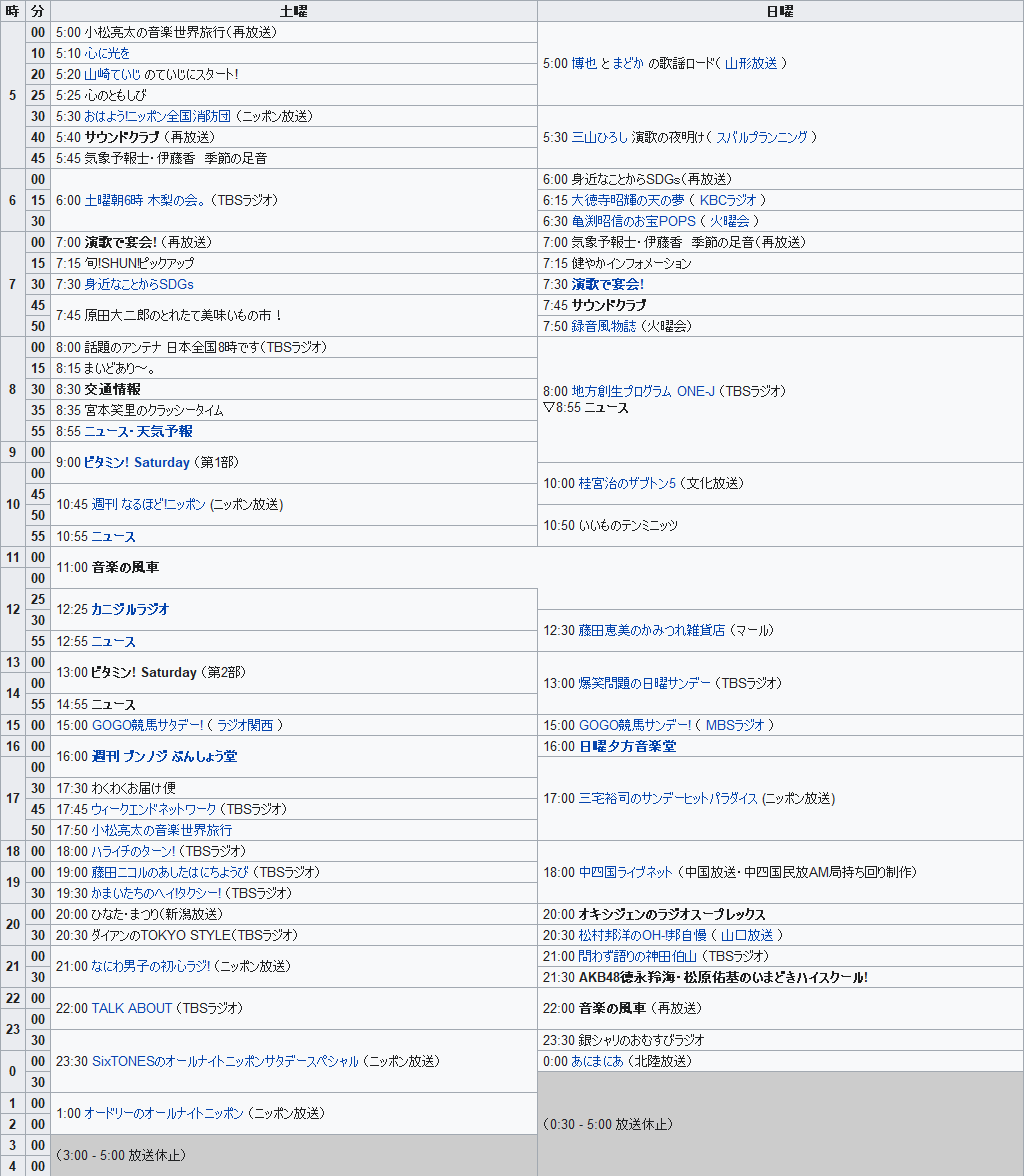 時 分 土曜 日曜
5 00 5:00 小松亮太の音楽世界旅行(再放送) 5:00 博也 と まどか の歌謡ロード( 山形放送 )
10 5:10 心に光を
20 5:20 山崎ていじ のていじにスタート!
25 5:25 心のともしび
30 5:30 おはよう!ニッポン全国消防団 (ニッポン放送) 5:30 三山ひろし 演歌の夜明け( スバルプランニング )
40 5:40 サウンドクラブ (再放送)
45 5:45 気象予報士・伊藤香 季節の足音
6 00 6:00 土曜朝6時 木梨の会。 (TBSラジオ) 6:00 身近なことからSDGs(再放送)
15 6:15 大徳寺昭輝の天の夢 ( KBCラジオ )
30 6:30 亀渕昭信のお宝POPS ( 火曜会 )
7 00 7:00 演歌で宴会! (再放送) 7:00 気象予報士・伊藤香 季節の足音(再放送)
15 7:15 旬!SHUN!ピックアップ 7:15 健やかインフォメーション
30 7:30 身近なことからSDGs 7:30 演歌で宴会!
45 7:45 原田大二郎のとれたて美味いもの市! 7:45 サウンドクラブ
50 7:50 録音風物誌 (火曜会)
8 00 8:00 話題のアンテナ 日本全国8時です(TBSラジオ) 8:00 地方創生プログラム ONE-J (TBSラジオ)
▽8:55 ニュース
15 8:15 まいどあり～。
30 8:30 交通情報
35 8:35 宮本笑里のクラッシータイム
55 8:55 ニュース・天気予報
9 00 9:00 ビタミン! Saturday (第1部)
10 00 10:00 桂宮治のザブトン5 (文化放送)
45 10:45 週刊 なるほど!ニッポン (ニッポン放送)
50 10:50 いいものテンミニッツ
55 10:55 ニュース
11 00 11:00 音楽の風車
12 00
25 12:25 カニジルラジオ
30 12:30 藤田恵美のかみつれ雑貨店 (マール)
55 12:55 ニュース
13 00 13:00 ビタミン! Saturday (第2部) 13:00 爆笑問題の日曜サンデー (TBSラジオ)
14 00
55 14:55 ニュース
15 00 15:00 GOGO競馬サタデー! ( ラジオ関西 ) 15:00 GOGO競馬サンデー! ( MBSラジオ )
16 00 16:00 週刊 ブンノジ ぶんしょう堂 16:00 日曜夕方音楽堂
17 00 17:00 三宅裕司のサンデーヒットパラダイス (ニッポン放送)
30 17:30 わくわくお届け便
45 17:45 ウィークエンドネットワーク (TBSラジオ)
50 17:50 小松亮太の音楽世界旅行
18 00 18:00 ハライチのターン! (TBSラジオ) 18:00 中四国ライブネット (中国放送・中四国民放AM局持ち回り制作)
19 00 19:00 藤田ニコルのあしたはにちようび (TBSラジオ)
30 19:30 かまいたちのヘイ!タクシー! (TBSラジオ)
20 00 20:00 ひなた・まつり(新潟放送) 20:00 オキシジェンのラジオスープレックス
30 20:30 ダイアンのTOKYO STYLE(TBSラジオ) 20:30 松村邦洋のOH-!邦自慢 ( 山口放送 )
21 00 21:00 なにわ男子の初心ラジ! (ニッポン放送) 21:00 問わず語りの神田伯山 (TBSラジオ)
30 21:30 AKB48徳永羚海・松原佑基のいまどきハイスクール!
22 00 22:00 TALK ABOUT (TBSラジオ) 22:00 音楽の風車 (再放送)
23 00
30 23:30 SixTONESのオールナイトニッポンサタデースペシャル (ニッポン放送) 23:30 銀シャリのおむすびラジオ
0 00 0:00 あにまにあ (北陸放送)
30 (0:30 - 5:00 放送休止)
1 00 1:00 オードリーのオールナイトニッポン (ニッポン放送)
2 00
3 00 (3:00 - 5:00 放送休止)
4 00